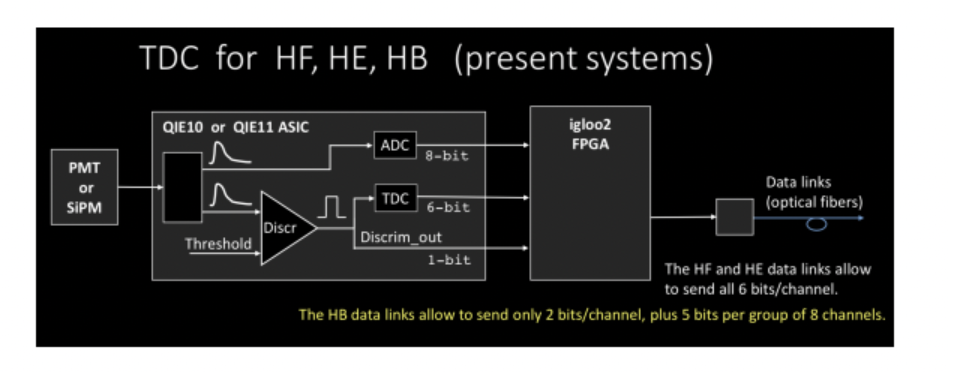 TDC for HF, HE, HB (present systems)
QIE10 or QIE11 ASIC
igloo2
FPGA
PMT
or
SiPM
ADC
8-bit
TDC
6-bit
Discr
Threshold
Discrim_out
1-bit
Data links
(optical fibers)
The HF and HE data links allow
to send all 6 bits/channel.
The HB data links allow to send only 2 bits/channel, plus 5 bits per group of 8 channels.